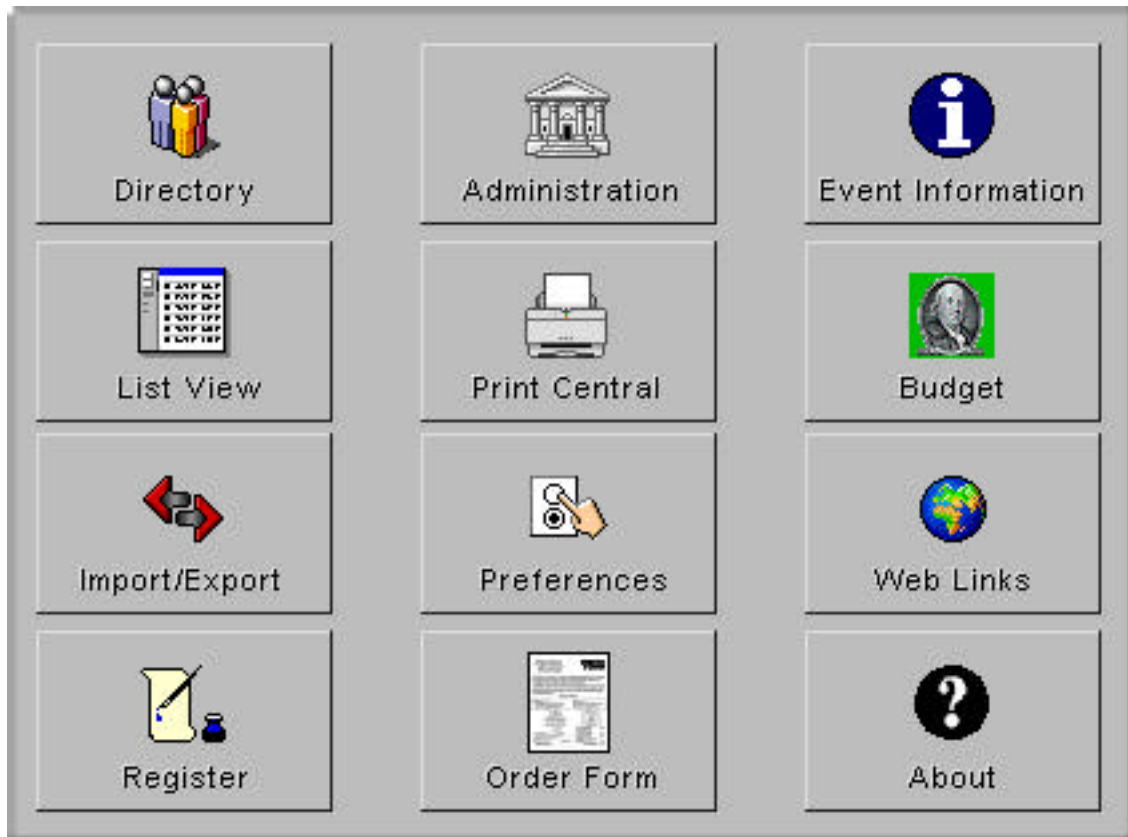 Directory
Administration
Event Information
List View
Print Central
Budget
Import/Export
Preferences
Web Links
Register
Order Form
About